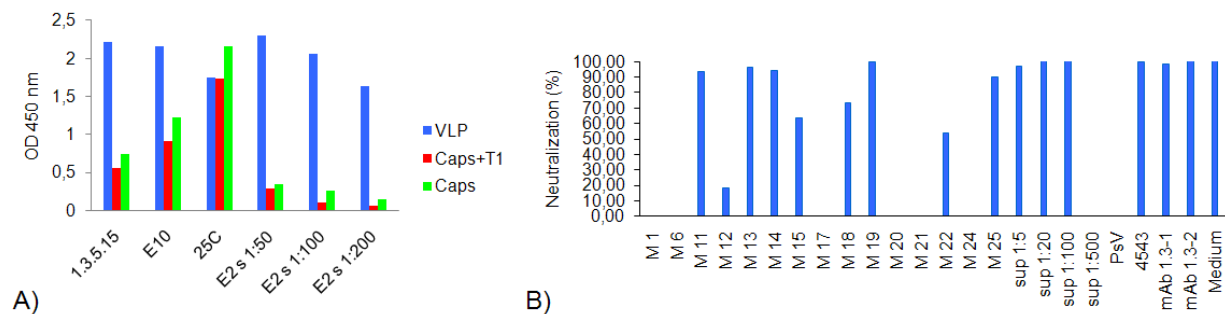 2,5
2
1,5
1
0,5
0
OD 450 nm
1.3.5.15
E10
25C
E2 s 1:50
E2 s 1:100
E2 s 1:200
VLP
Caps+T1
Caps
A)
100,00
90,00
80,00
70,00
60,00
50,00
40,00
30,00
20,00
10,00
0,00
Neutralization (%)
M 1
M 6
M 11
M 12
M 13
M 14
M 15
M 17
M 18
M 19
M 20
M 21
M 22
M 24
M 25
sup 1:5
sup 1:20
sup 1:100
sup 1:500
PsV
4543
mAb 1.3-1
mAb 1.3-2
Medium
B)